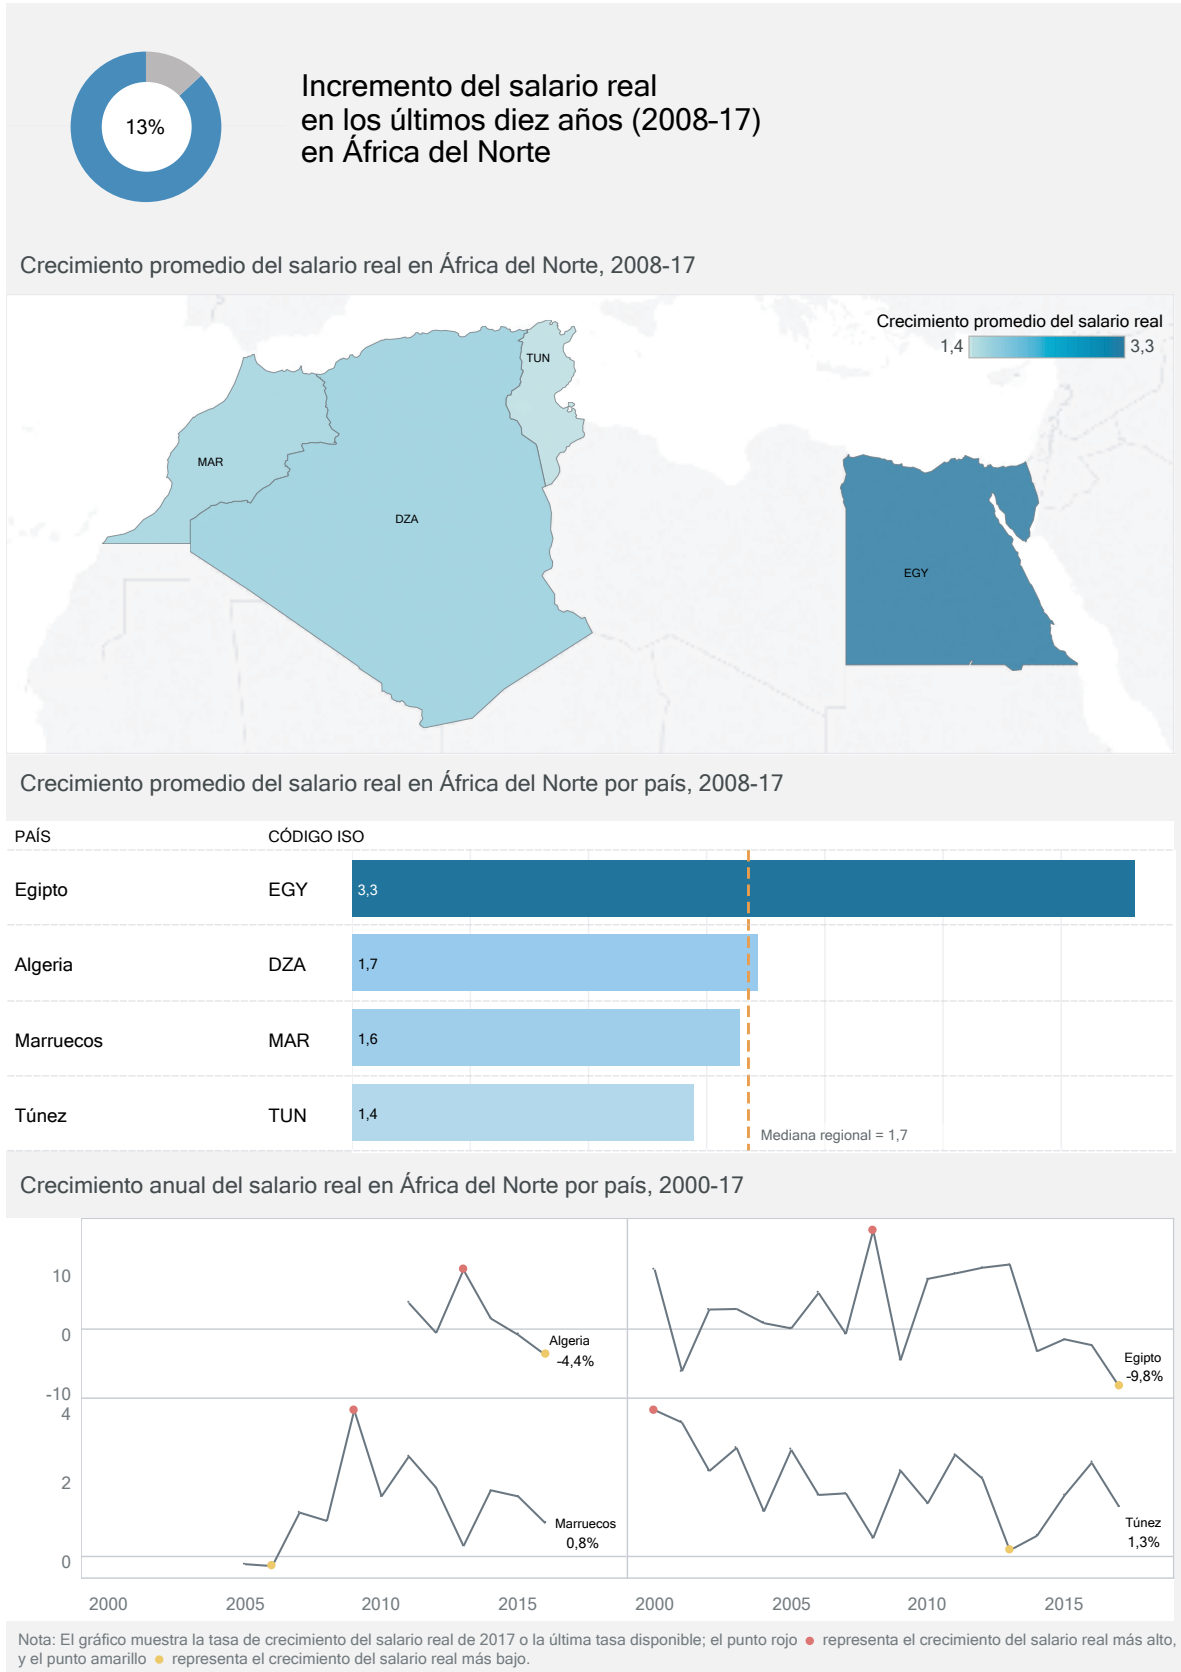 13%
Incremento del salario real
en los últimos diez años (2008-17)
en África del Norte
Crecimiento promedio del salario real en África del Norte, 2008-17
Crecimiento promedio del salario real
1,4 3,3
TUN
MAR
DZA
EGY
Crecimiento promedio del salario real en África del Norte por país, 2008-17
PAÍS CÓDIGO ISO
Egipto EGY 3,3
Algeria DZA 1,7
Marruecos MAR 1,6
Túnez TUN 1,4
Mediana regional = 1,7
Crecimiento anual del salario real en África del Norte por país, 2000-17
10
0
-10
Algeria
-4,4%
Egipto
-9,8%
4
2
0
Marruecos
0,8%
Túnez
1,3%
2000 2005 2010 2015 2000 2005 2010 2015
Nota: El gráfico muestra la tasa de crecimiento del salario real de 2017 o la última tasa disponible; el punto rojo ● representa el crecimiento del salario real más alto,
y el punto amarillo ● representa el crecimiento del salario real más bajo.